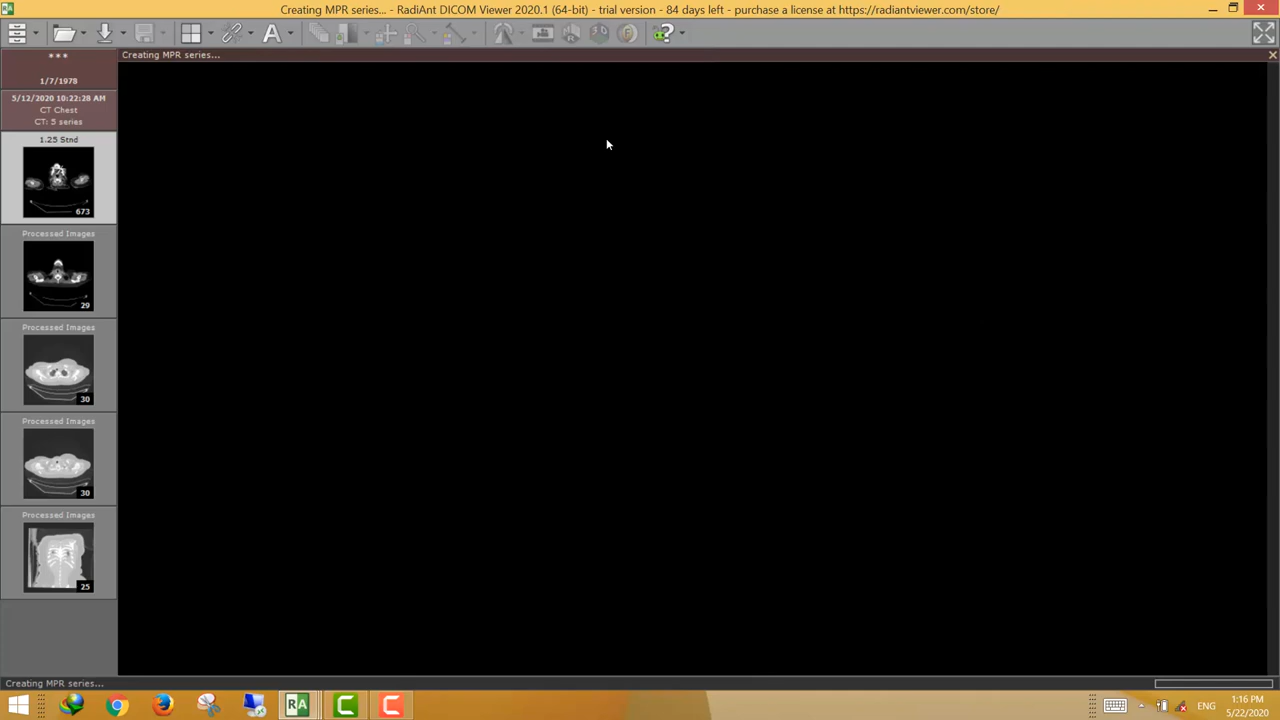 Creating MPR series... - RadiAnt DICOM Viewer 2020.1 (64-bit) - trial version - 84 days left - purchase a license at https://radiantviewer.com/store/
A
3D
* * *
1/7/1978
5/12/2020 10:22:28 AM
CT Chest
CT: 5 series
1.25 Stnd
673
Processed Images
29
Processed Images
30
Processed Images
30
Processed Images
25
Creating MPR series...
Creating MPR series...
RA
C
C
ENG
1:16 PM
5/22/2020